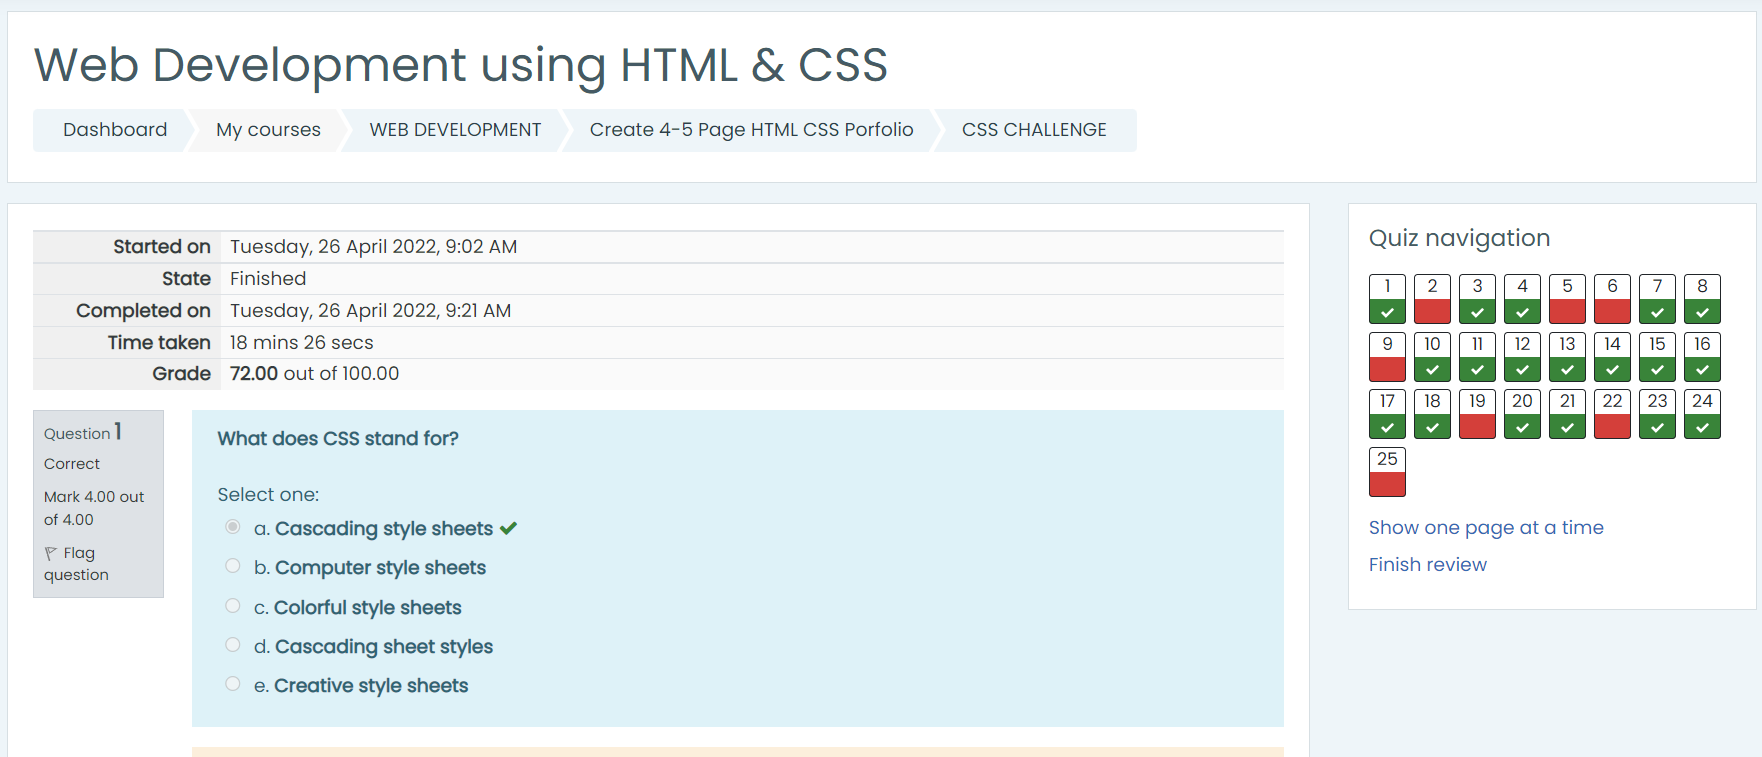 Web Development using HTML & CSS
Dashboard My courses WEB DEVELOPMENT Create 4-5 Page HTML CSS Porfolio CSS CHALLENGE
Started on Tuesday, 26 April 2022, 9:02 AM
State Finished
Completed on Tuesday, 26 April 2022, 9:21 AM
Time taken 18 mins 26 secs
Grade 72.00 out of 100.00
Question 1
Correct
Mark 4.00 out
of 4.00
Flag
question
What does CSS stand for?
Select one:
a. Cascading style sheets
b. Computer style sheets
c. Colorful style sheets
d. Cascading sheet styles
e. Creative style sheets
Quiz navigation
1 2 3 4 5 6 7 8
9 10 11 12 13 14 15 16
17 18 19 20 21 22 23 24
25
Show one page at a time
Finish review